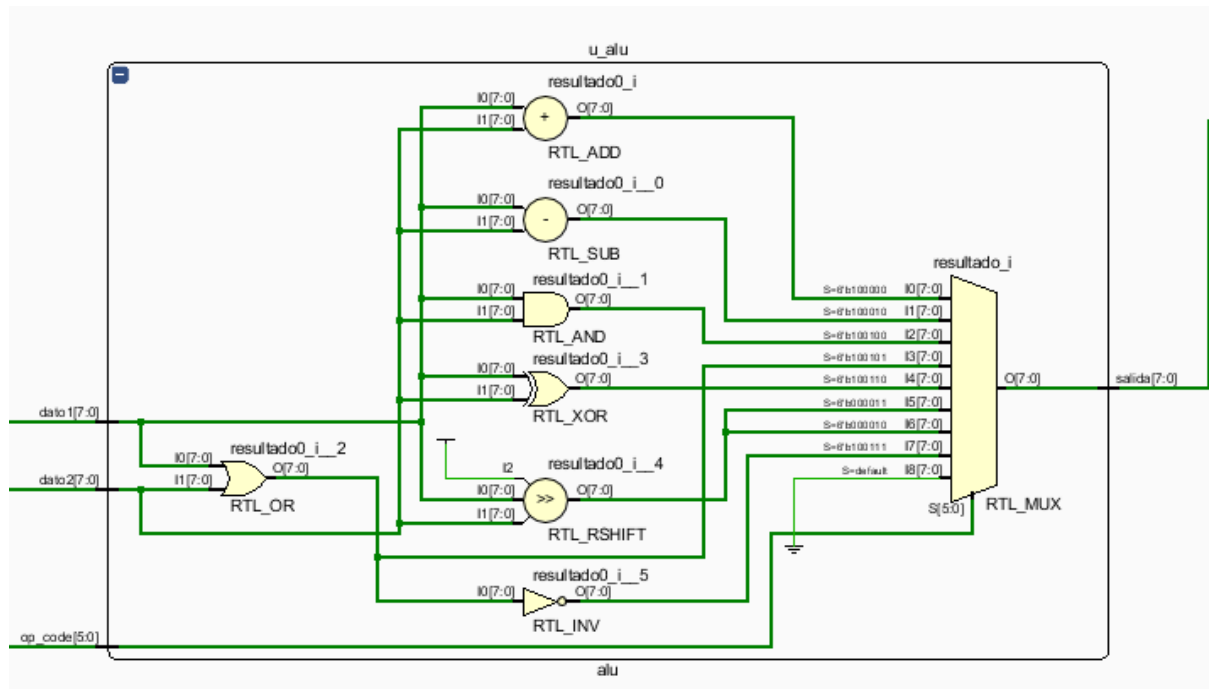 u_alu
resultado0_i
I0[7:0]
O[7:0]
I1[7:0]
+
RTL_ADD
resultado0_i__0
I0[7:0]
O[7:0]
I1[7:0]
-
RTL_SUB
resultado0_i__1
I0[7:0]
O[7:0]
I1[7:0]
RTL_AND
resultado0_i__3
I0[7:0]
O[7:0]
I1[7:0]
RTL_XOR
dato1[7:0]
resultado0_i__2
I0[7:0]
O[7:0]
dato2[7:0]
I1[7:0]
RTL_OR
resultado0_i__4
I2
I0[7:0]
O[7:0]
>>
I1[7:0]
RTL_RSHIFT
resultado0_i__5
I0[7:0]
O[7:0]
RTL_INV
resultado_i
S=6'b100000 I0[7:0]
S=6'b100010 I1[7:0]
S=6'b100100 I2[7:0]
S=6'b100101 I3[7:0]
S=6'b100110 I4[7:0]
S=6'b000011 I5[7:0]
S=6'b000010 I6[7:0]
S=6'b100111 I7[7:0]
S=default I8[7:0]
O[7:0]
salida[7:0]
S[5:0]
RTL_MUX
op_code[5:0]
alu